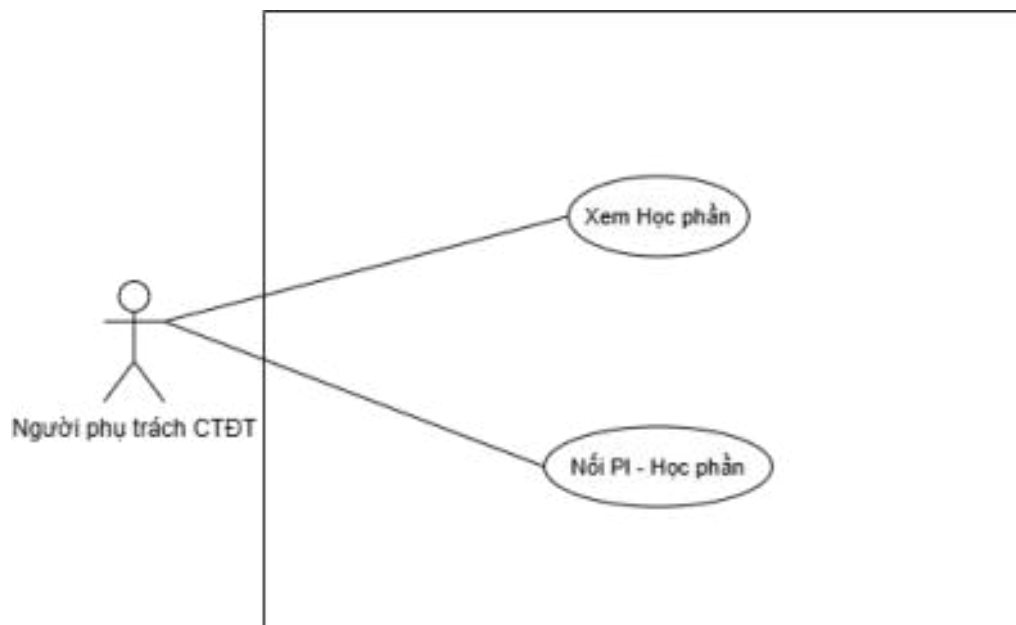 Xem Học phần
Người phụ trách CTĐT
Nối PI - Học phần